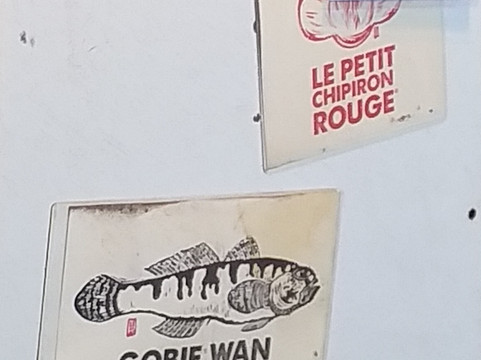 LE PETIT
CHIPIRON
ROUGE
GOBIE WAN